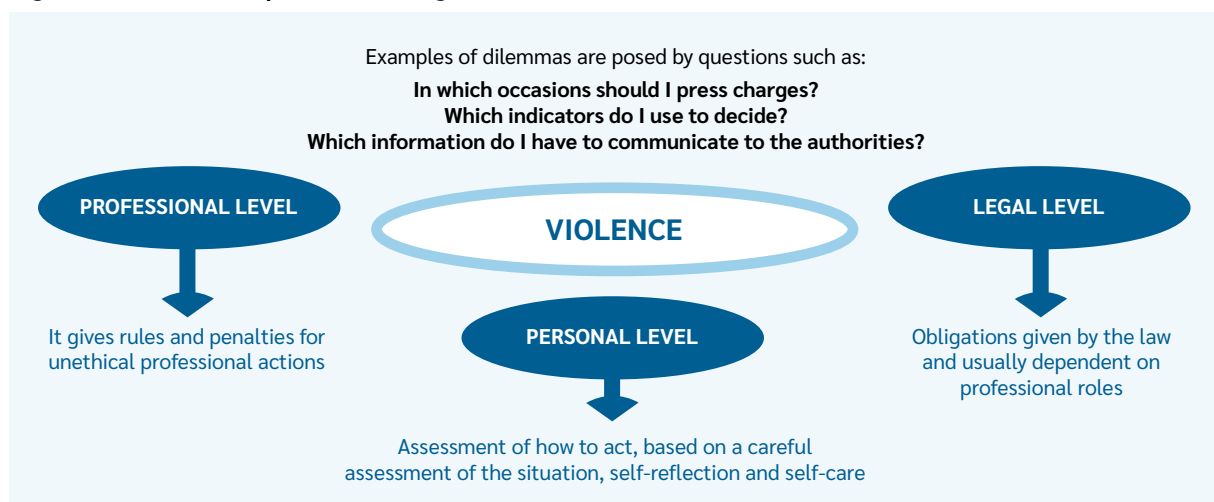 Examples of dilemmas are posed by questions such as:
In which occasions should I press charges?
Which indicators do I use to decide?
Which information do I have to communicate to the authorities?
PROFESSIONAL LEVEL
It gives rules and penalties for
unethical professional actions
VIOLENCE
PERSONAL LEVEL
Assessment of how to act, based on a careful
assessment of the situation, self-reflection and self-care
LEGAL LEVEL
Obligations given by the law
and usually dependent on
professional roles